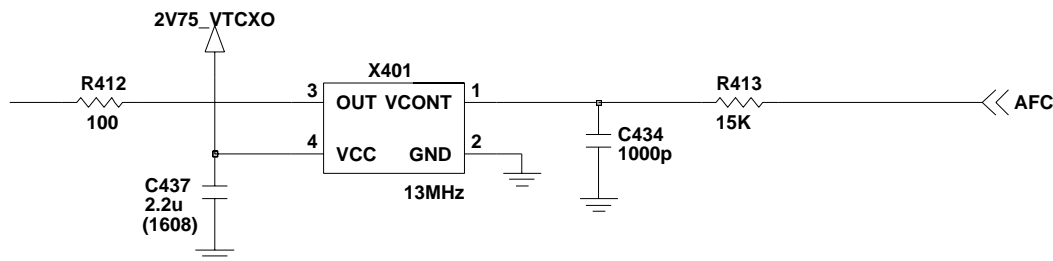 2V75_VTCXO
X401
R412
100
3
OUT VCONT
1
R413
15K
AFC
4
VCC GND
2
C434
1000p
C437
2.2u
(1608)
13MHz